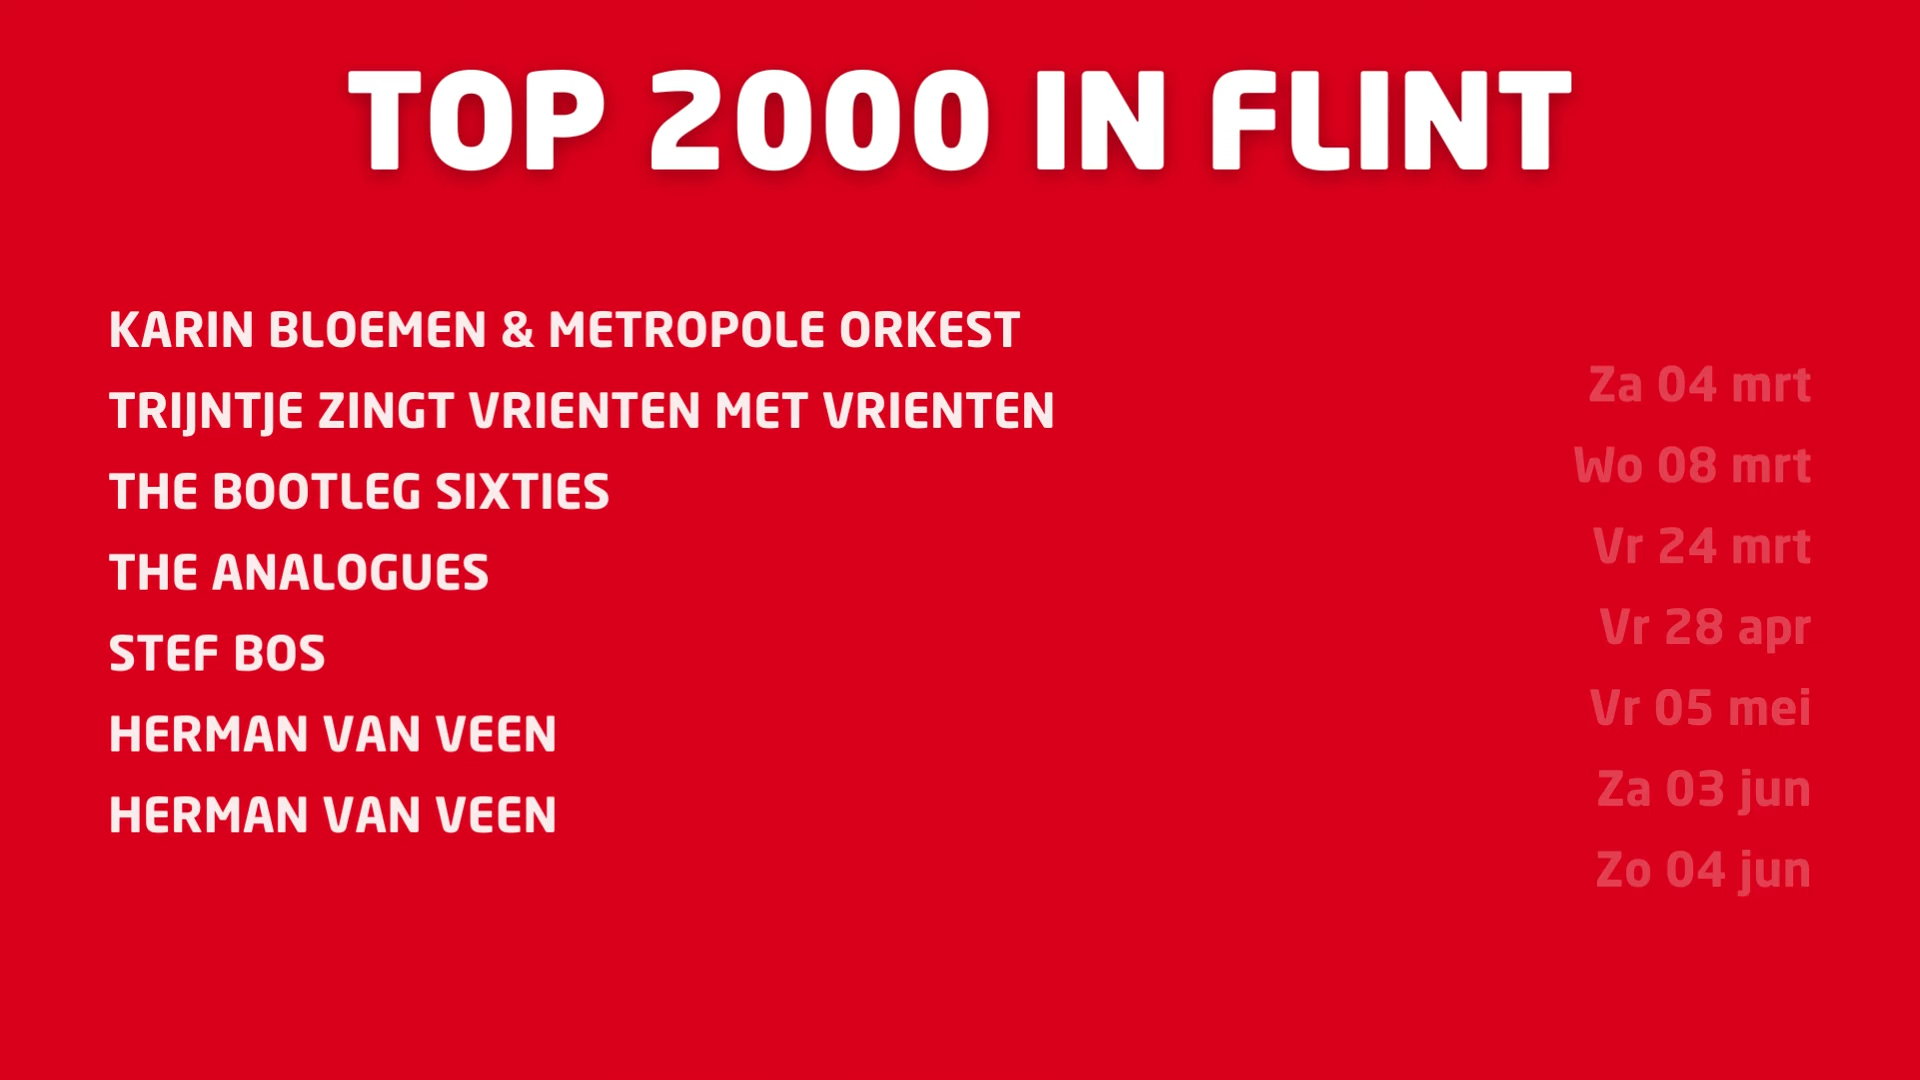 TOP 2000 IN FLINT
KARIN BLOEMEN & METROPOLE ORKEST
Za 04 mrt
TRIJNTJE ZINGT VRIENTEN MET VRIENTEN
Wo 08 mrt
THE BOOTLEG SIXTIES
Vr 24 mrt
THE ANALOGUES
Vr 28 apr
STEF BOS
Vr 05 mei
HERMAN VAN VEEN
Za 03 jun
HERMAN VAN VEEN
Zo 04 jun